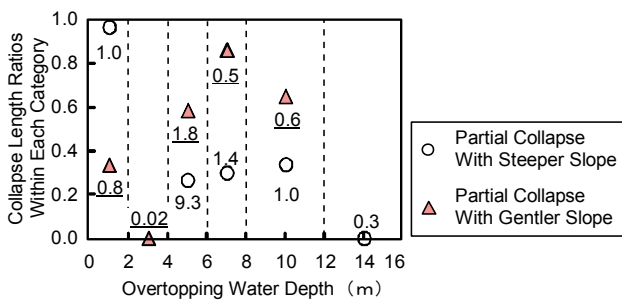 Collapse Length Ratios
Within Each Category
1.0
0.8
0.6
0.4
0.2
0.0
1.0
0.8
0.02
1.8
9.3
0.5
1.4
0.6
1.0
0.3
0 2 4 6 8 10 12 14 16
Overtopping Water Depth (m)
Partial Collapse
With Steeper Slope
Partial Collapse
With Gentler Slope